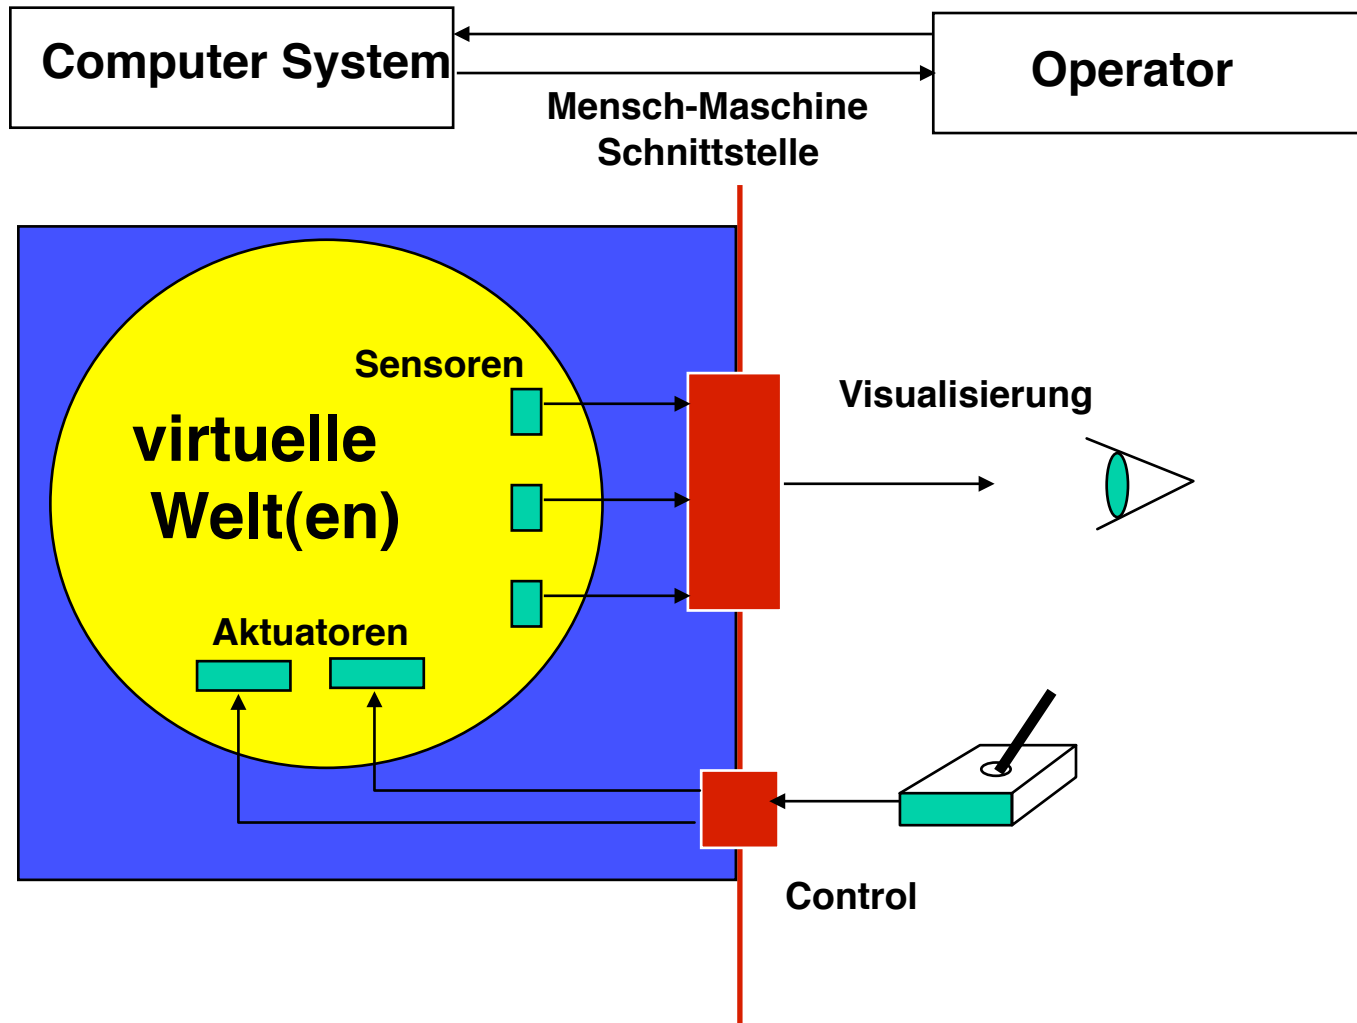 Computer System
Operator
Mensch-Maschine
Schnittstelle
Sensoren
Visualisierung
virtuelle
Welt(en)
Aktuatoren
Control